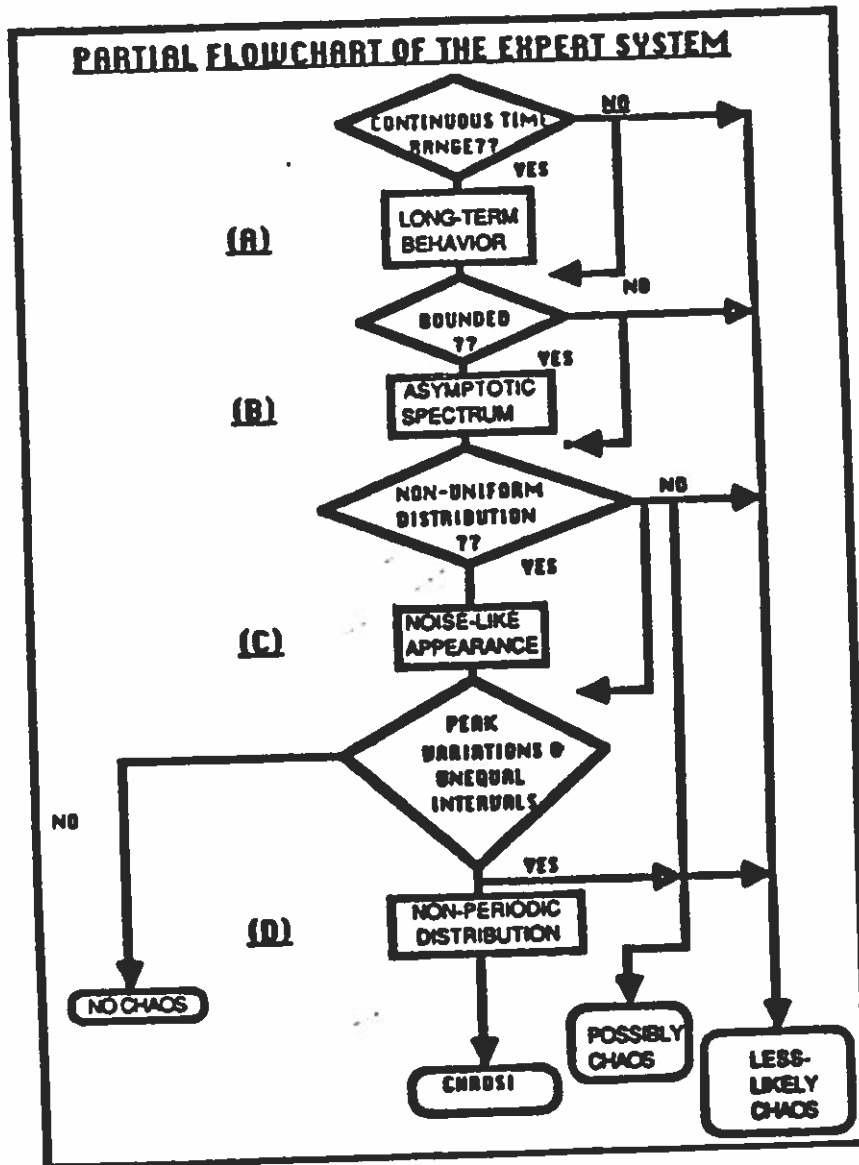 PARTIAL FLOWCHART OF THE EXPERT SYSTEM
CONTINUOUS TIME
RANGE??
NO
YES
(A)
LONG-TERM
BEHAVIOR
BOUNDED
??
NO
YES
(B)
ASYMPTOTIC
SPECTRUM
NON-UNIFORM
DISTRIBUTION
??
NO
YES
(C)
NOISE-LIKE
APPEARANCE
PEAK
VARIATIONS &
UNEQUAL
INTERVALS
NO
YES
(D)
NON-PERIODIC
DISTRIBUTION
NO CHAOS
CHAOS!
POSSIBLY
CHAOS
LESS-
LIKELY
CHAOS